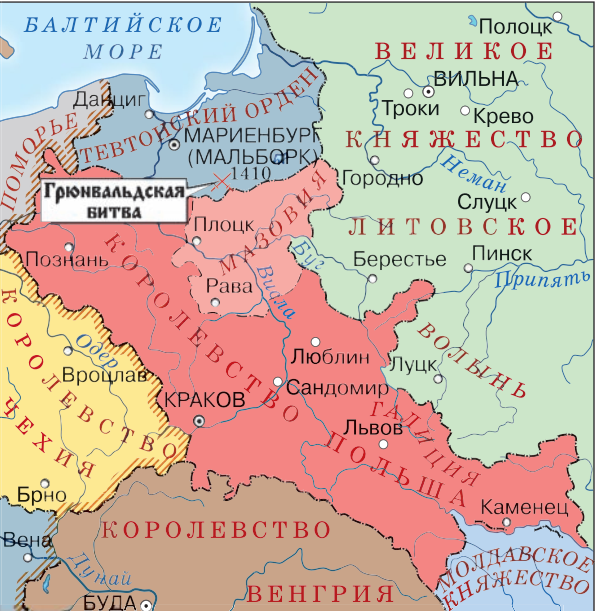 БАЛТИЙСКОЕ
МОРЕ
Полоцк
ВЕЛИКОЕ
ВИЛЬНА
Данциг
Троки
Крево
ТЕВТОНСКИЙ ОРДЕН
ПОМОРЬЕ
МАРИЕНБУРГ
(МАЛЬБОРК)
КНЯЖЕСТВО
1410
Городно
Неман
Грюнвальдская
битва
Слуцк
МАЗОВИЯ
Плоцк
ЛИТОВСКОЕ
Познань
Буг
Берестье
Пинск
Припять
Рава
Висла
КОРОЛЕВСТВО
ПОЛЬША
КОРОЛЕВСТВО
ЧЕХИЯ
Одер
Вроцлав
Люблин
Луцк
ВОЛЫНЬ
КРАКОВ
Сандомир
ГАЛИЦИЯ
Львов
Брно
Каменец
КОРОЛЕВСТВО
ВЕНГРИЯ
Вена
Дунай
БУДА
МОЛДАВСКОЕ
КНЯЖЕСТВО